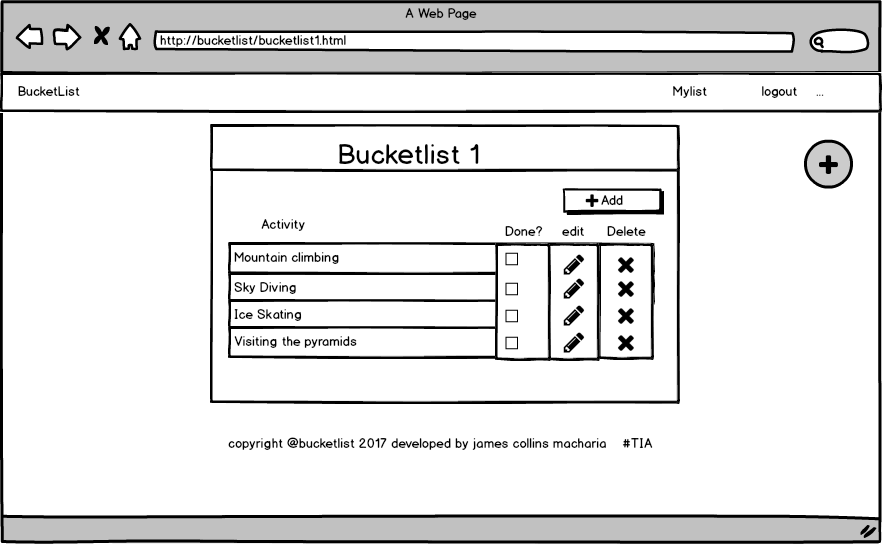 A Web Page
http://bucketlist/bucketlist1.html
BucketList Mylist logout ...
Bucketlist 1
Add
Activity Done? edit Delete
Mountain climbing
Sky Diving
Ice Skating
Visiting the pyramids
copyright @bucketlist 2017 developed by james collins macharia #TIA